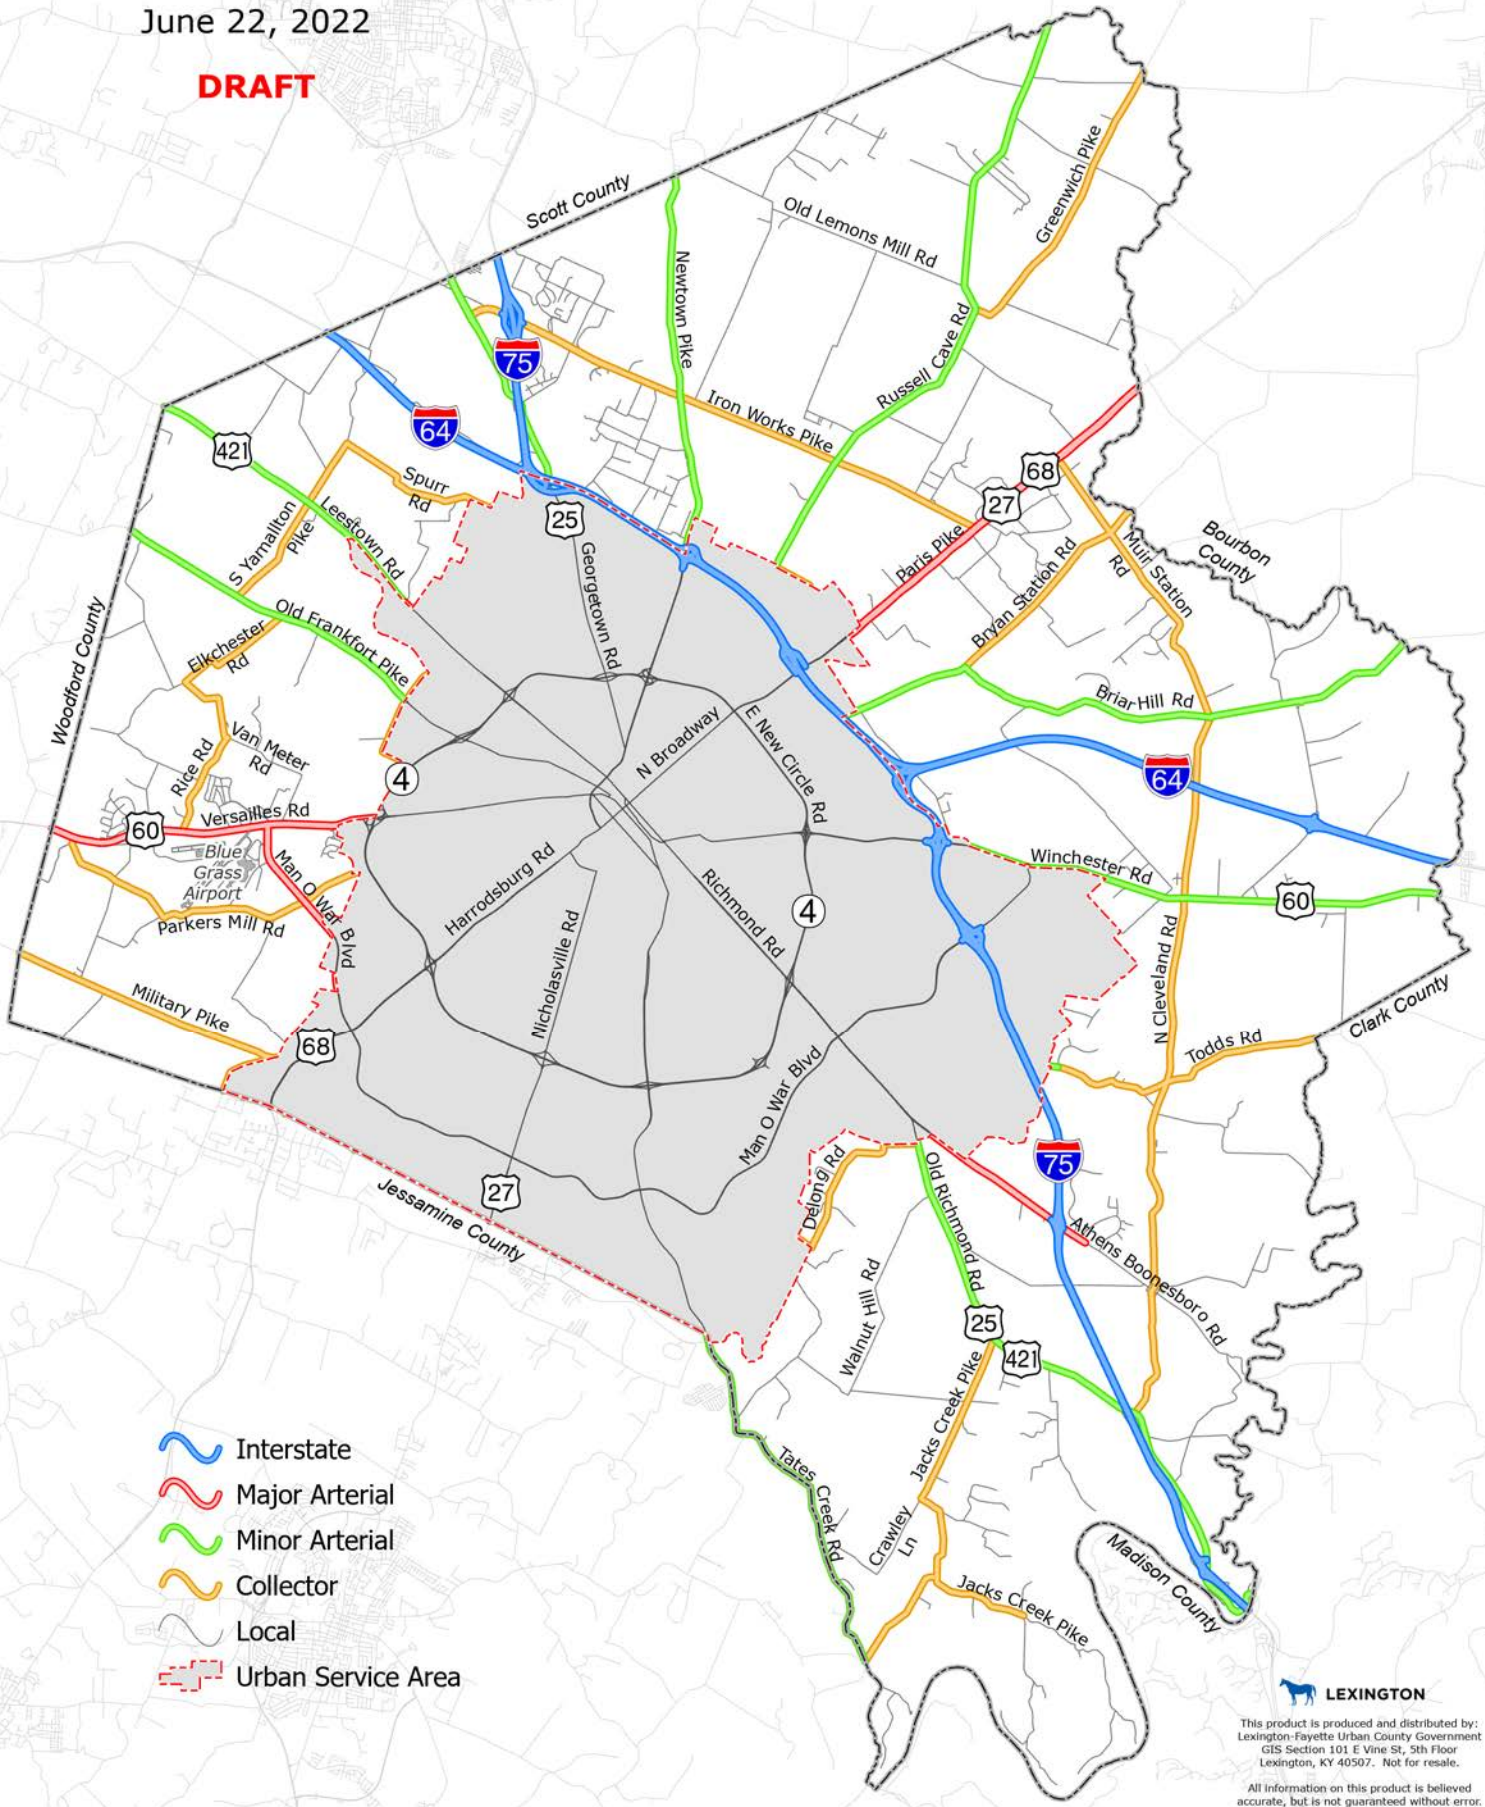 June 22, 2022
DRAFT
Scott County
Old Lemons Mill Rd
Greenwich Pike
Newtown Pike
Russell Cave Rd
75
64
Iron Works Pike
421
Spurr
Rd
68
27
25
S Yarnallton
Pike
Leestown Rd
Georgetown Rd
Paris Pike
Bryan Station Rd
Muir Station
Rd
Bourbon
County
Woodford County
Old Frankfort Pike
Elkchester
Rd
Briar Hill Rd
Van Meter
Rd
Rice Rd
N Broadway
E New Circle Rd
4
64
Versailles Rd
60
Blue
Grass
Airport
Man O War Blvd
Parkers Mill Rd
Harrodsburg Rd
Richmond Rd
4
Winchester Rd
60
Nicholasville Rd
N Cleveland Rd
Military Pike
68
Clark County
Todds Rd
Man O War Blvd
27
Jessamine County
Delong Rd
Old Richmond Rd
75
Athens Boonesboro Rd
Walnut Hill Rd
25
421
Jacks Creek Pike
Tates Creek Rd
Crawley
Ln
Jacks Creek Pike
Madison County
Interstate
Major Arterial
Minor Arterial
Collector
Local
Urban Service Area
LEXINGTON
This product is produced and distributed by:
Lexington-Fayette Urban County Government
GIS Section 101 E Vine St, 5th Floor
Lexington, KY 40507. Not for resale.
All information on this product is believed
accurate, but is not guaranteed without error.